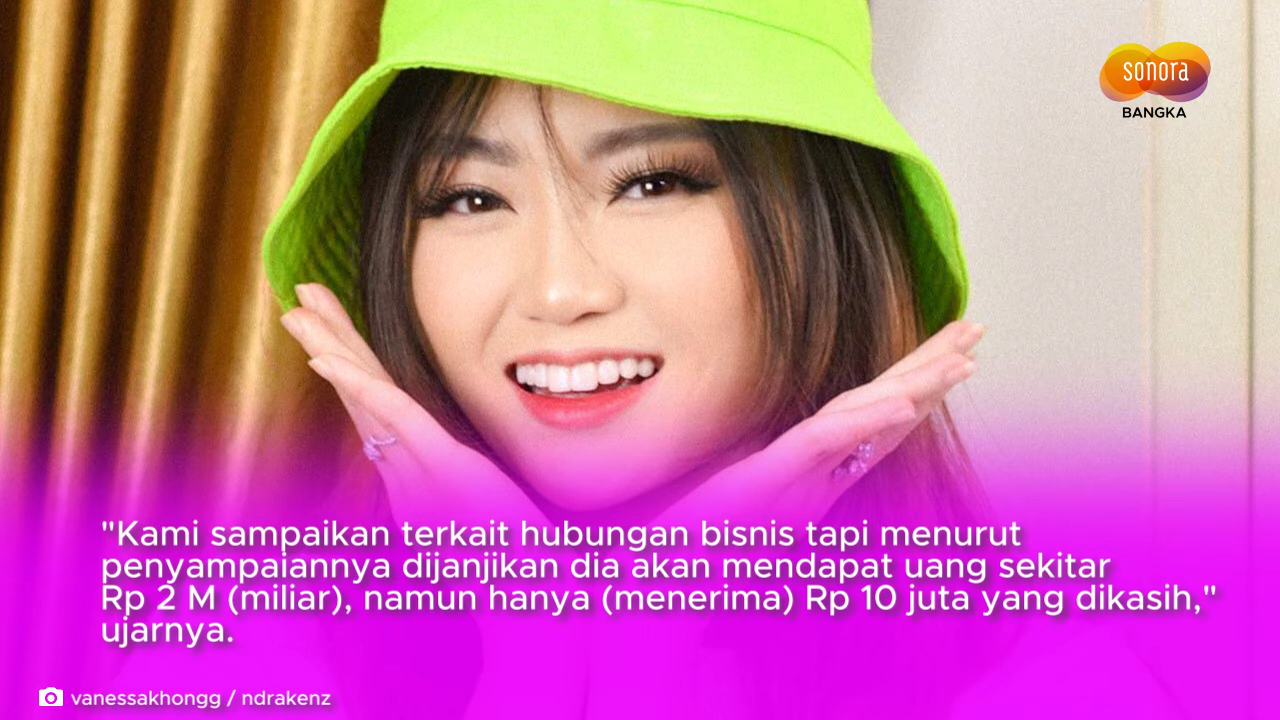 sonora
BANGKA
"Kami sampaikan terkait hubungan bisnis tapi menurut
penyampaiannya dijanjikan dia akan mendapat uang sekitar
Rp 2 M (miliar), namun hanya (menerima) Rp 10 juta yang dikasih,"
ujarnya.
vanessakhongg / ndrakenz